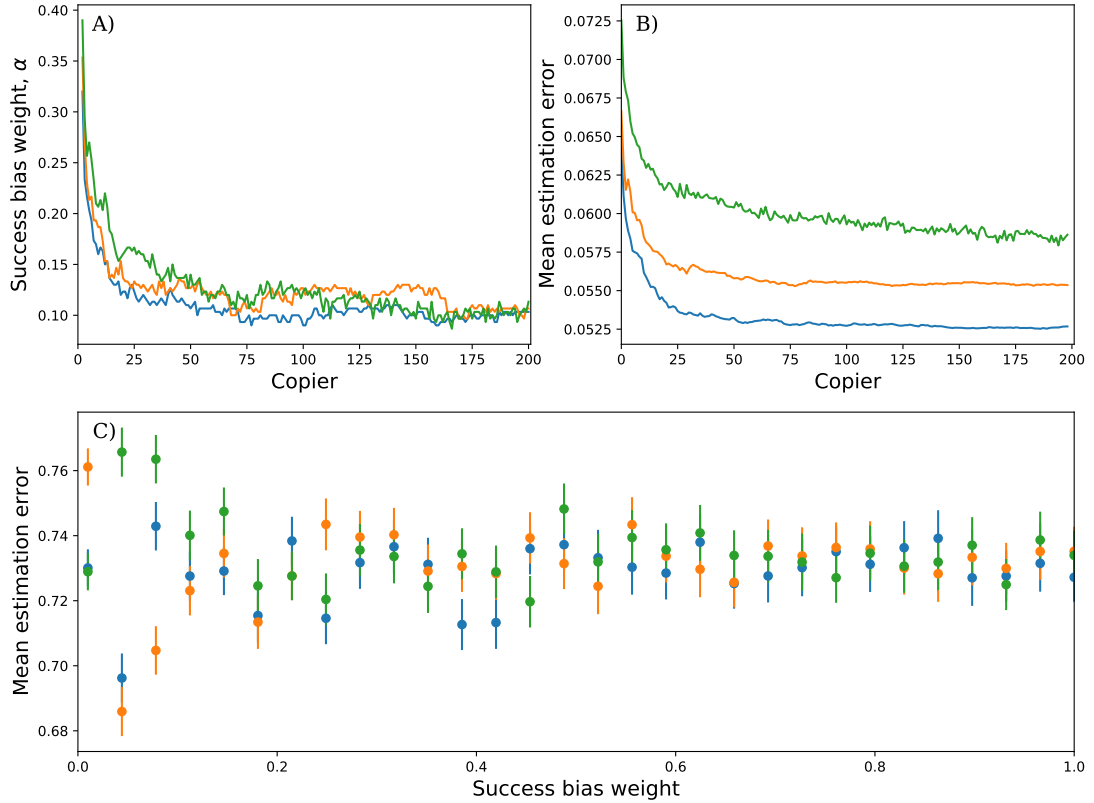 A)
Success bias weight, α
0.40
0.35
0.30
0.25
0.20
0.15
0.10
0 25 50 75 100 125 150 175 200
Copier
B)
Mean estimation error
0.0725
0.0700
0.0675
0.0650
0.0625
0.0600
0.0575
0.0550
0.0525
0 25 50 75 100 125 150 175 200
Copier
C)
Mean estimation error
0.76
0.74
0.72
0.70
0.68
0.0 0.2 0.4 0.6 0.8 1.0
Success bias weight